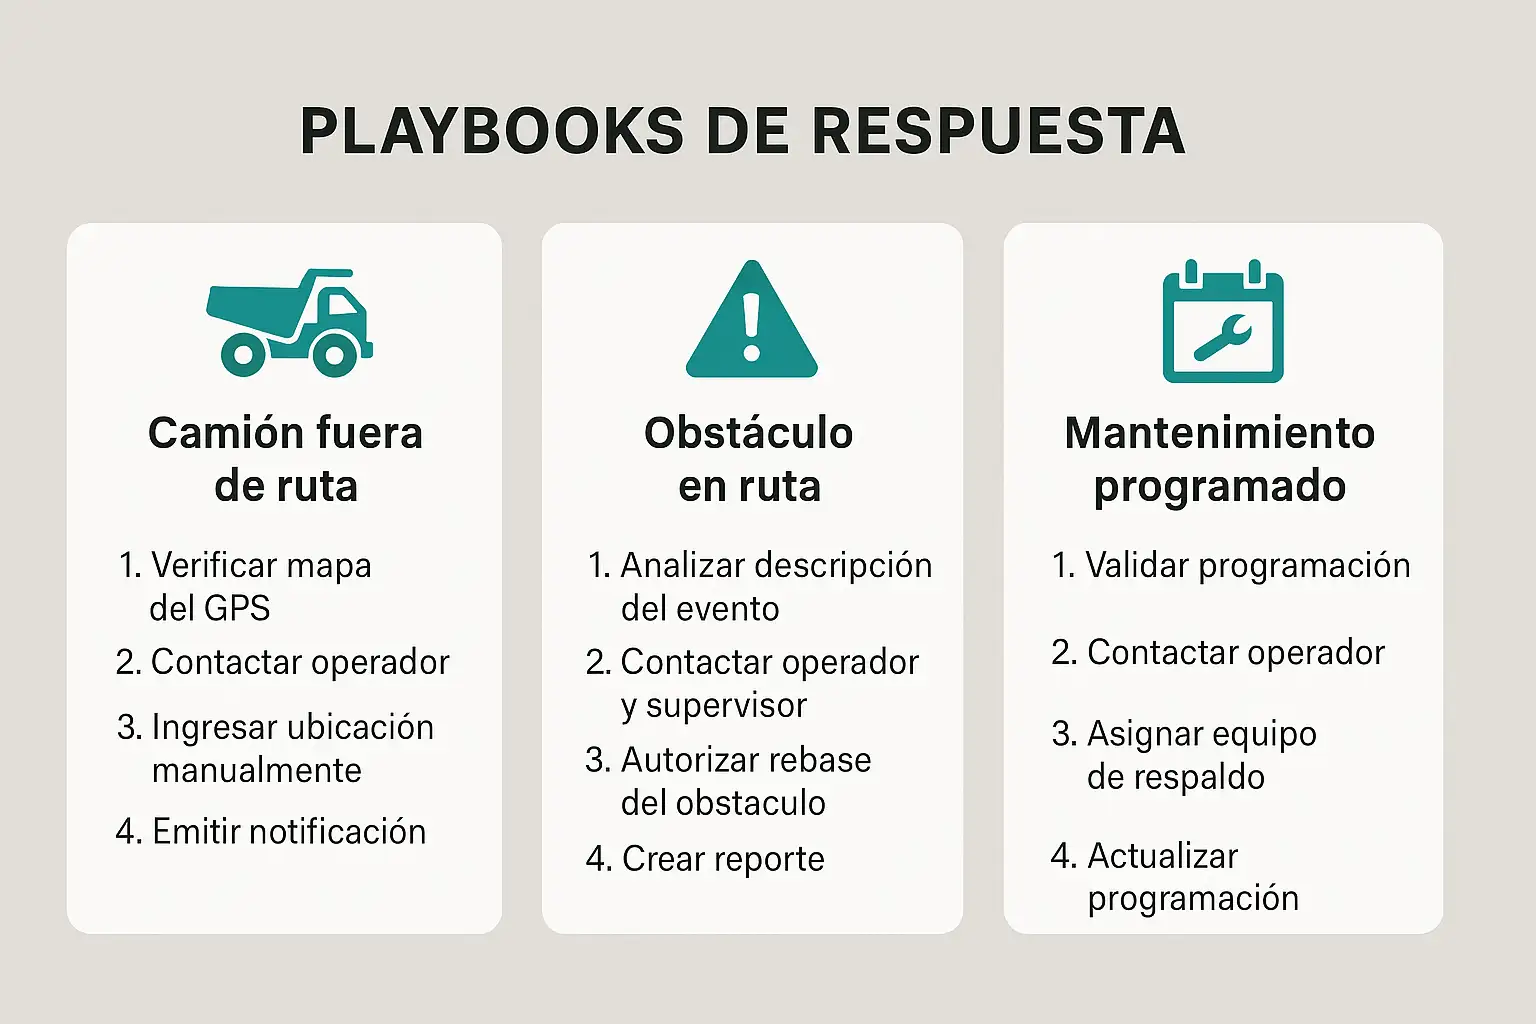 PLAYBOOKS DE RESPUESTA
Camión fuera
de ruta
1. Verificar mapa
del GPS
2. Contactar operador
3. Ingresar ubicación
manualmente
4. Emitir notificación
Obstáculo
en ruta
1. Analizar descripción
del evento
2. Contactar operador
y supervisor
3. Autorizar rebase
del obstaculo
4. Crear reporte
Mantenimiento
programado
1. Validar programación
2. Contactar operador
3. Asignar equipo
de respaldo
4. Actualizar
programación